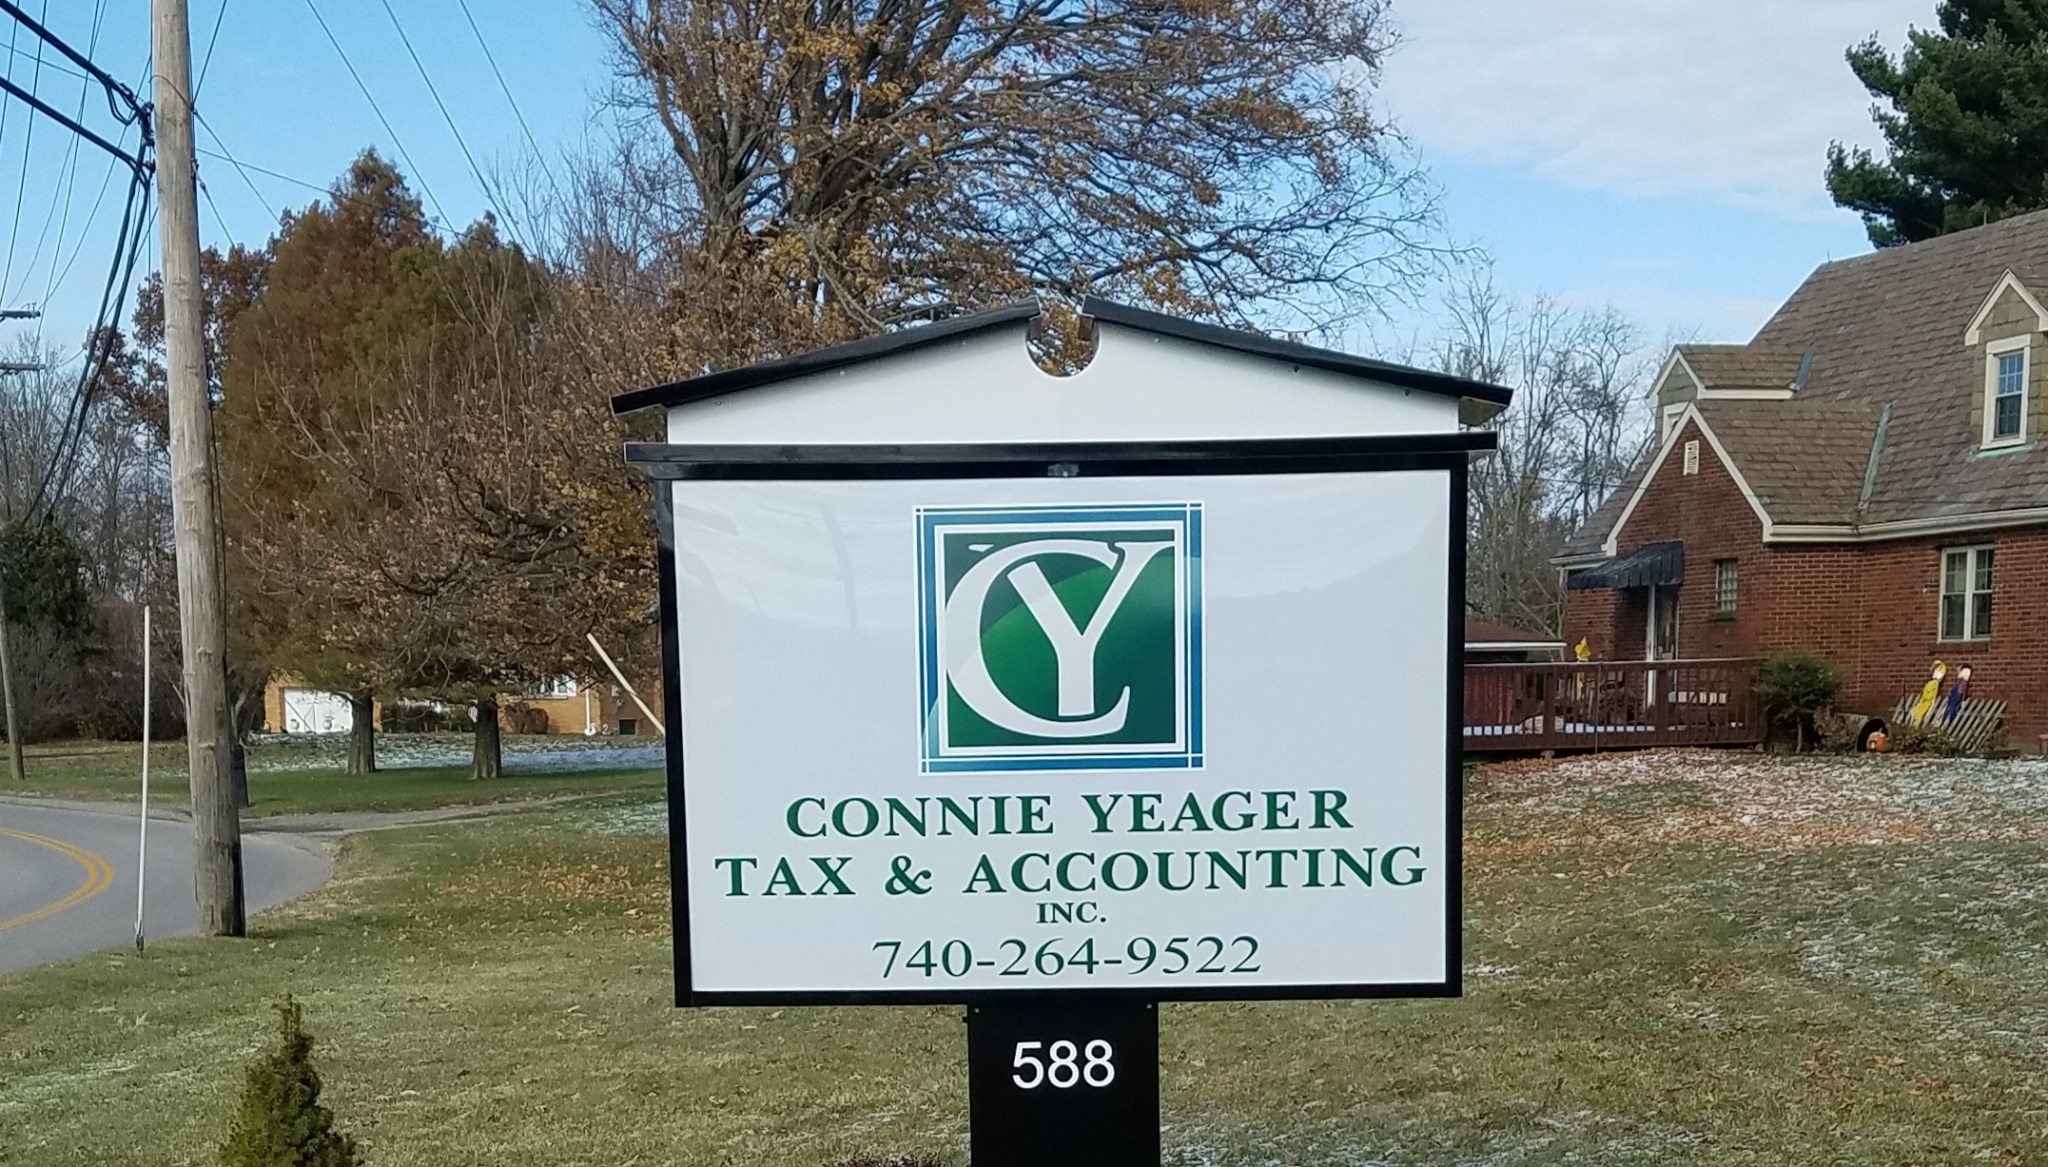 CY
CONNIE YEAGER
TAX & ACCOUNTING
INC.
740-264-9522
588